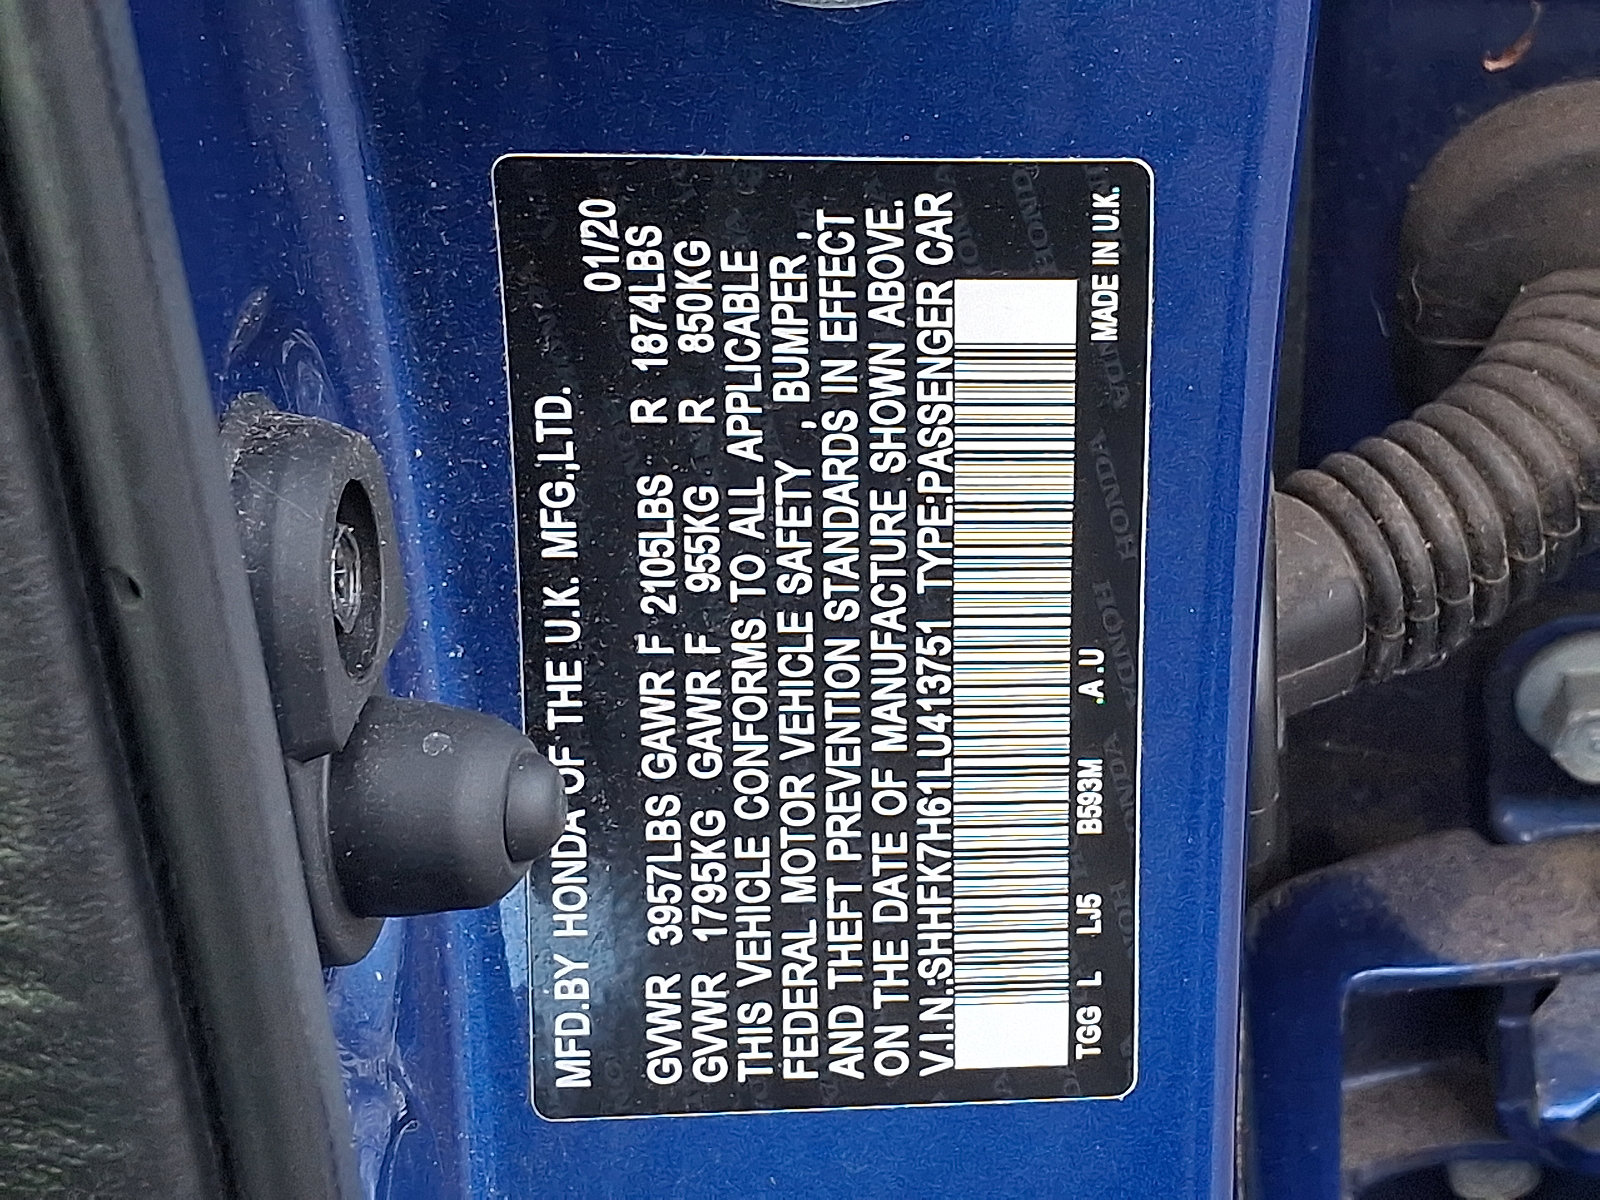 MFD.BY HONDA OF THE U.K. MFG.,LTD. 01/20
GVWR 3957LBS GAWR F 2105LBS R 1874LBS
GVWR 1795KG GAWR F 955KG R 850KG
THIS VEHICLE CONFORMS TO ALL APPLICABLE
FEDERAL MOTOR VEHICLE SAFETY , BUMPER ,
AND THEFT PREVENTION STANDARDS IN EFFECT
ON THE DATE OF MANUFACTURE SHOWN ABOVE.
V.I.N.:SHHFK7H61LU413751 TYPE:PASSENGER CAR
TGG L LJ5 B593M .A.U MADE IN U.K.